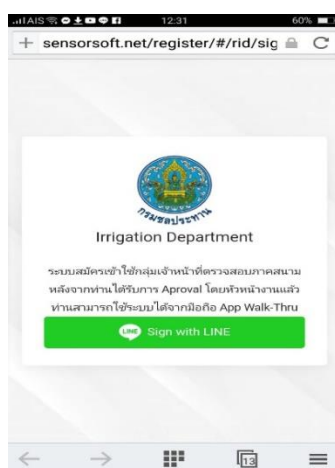 AIS 12:31 60%
+ sensorsoft.net/register/#/rid/sig
กรมชลประทาน
Irrigation Department
ระบบสมัครเข้าใช้กลุ่มเจ้าหน้าที่ตรวจสอบภาคสนาม
หลังจากท่านได้รับการ Aproval โดยหัวหน้างานแล้ว
ท่านสามารถใช้ระบบได้จากมือถือ App Walk-Thru
LINE Sign with LINE
13